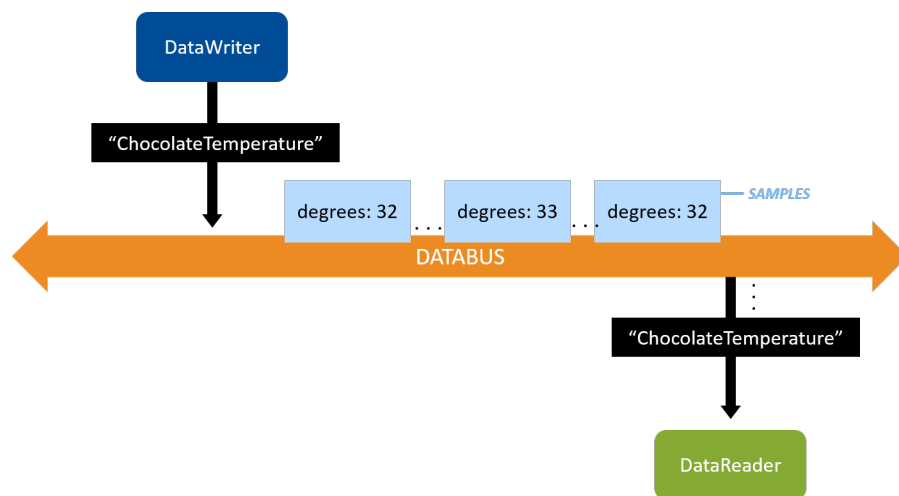 DataWriter
“ChocolateTemperature”
SAMPLES
degrees: 32 ... degrees: 33 ... degrees: 32
DATABUS
“ChocolateTemperature”
DataReader